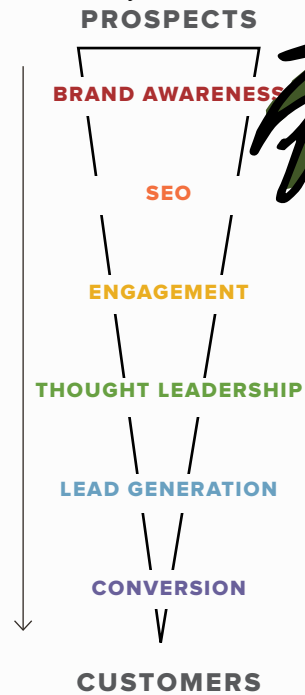 PROSPECTS
BRAND AWARENESS
SEO
ENGAGEMENT
THOUGHT LEADERSHIP
LEAD GENERATION
CONVERSION
CUSTOMERS